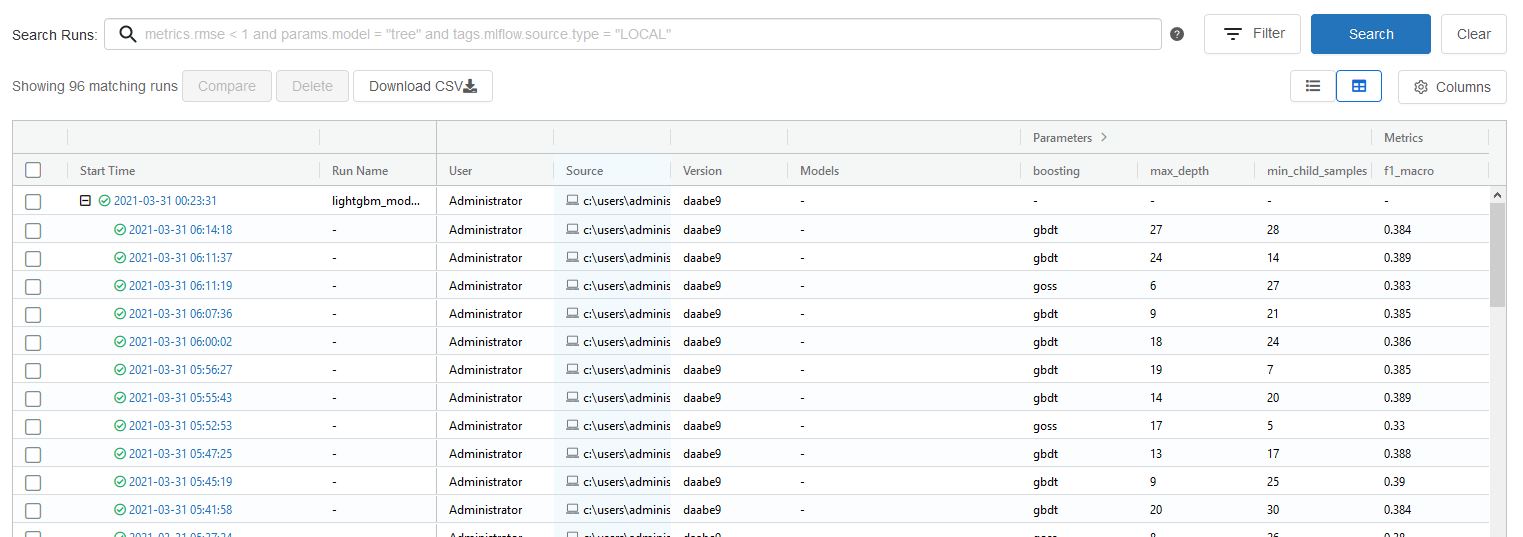 Search Runs: metrics.rmse < 1 and params.model = "tree" and tags.mlflow.source.type = "LOCAL" ? Filter Search Clear
Showing 96 matching runs Compare Delete Download CSV Columns
Parameters > Metrics
Start Time Run Name User Source Version Models boosting max_depth min_child_samples f1_macro
2021-03-31 00:23:31 lightgbm_mod... Administrator c:\users\adminis daabe9 - - - - -
2021-03-31 06:14:18 - Administrator c:\users\adminis daabe9 - gbdt 27 28 0.384
2021-03-31 06:11:37 - Administrator c:\users\adminis daabe9 - gbdt 24 14 0.389
2021-03-31 06:11:19 - Administrator c:\users\adminis daabe9 - goss 6 27 0.383
2021-03-31 06:07:36 - Administrator c:\users\adminis daabe9 - gbdt 9 21 0.385
2021-03-31 06:00:02 - Administrator c:\users\adminis daabe9 - gbdt 18 24 0.386
2021-03-31 05:56:27 - Administrator c:\users\adminis daabe9 - gbdt 19 7 0.385
2021-03-31 05:55:43 - Administrator c:\users\adminis daabe9 - gbdt 14 20 0.389
2021-03-31 05:52:53 - Administrator c:\users\adminis daabe9 - goss 17 5 0.33
2021-03-31 05:47:25 - Administrator c:\users\adminis daabe9 - gbdt 13 17 0.388
2021-03-31 05:45:19 - Administrator c:\users\adminis daabe9 - gbdt 9 25 0.39
2021-03-31 05:41:58 - Administrator c:\users\adminis daabe9 - gbdt 20 30 0.384